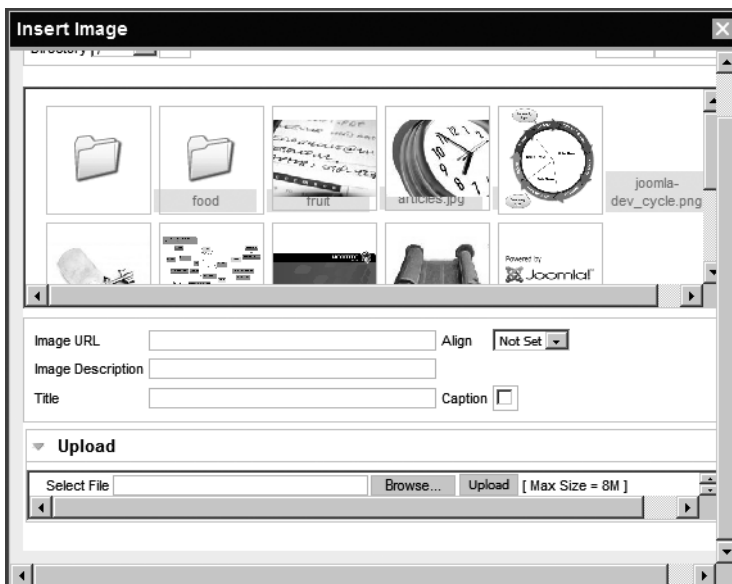 Insert Image
Directory /
food
fruit
articles.jpg
joomla-
dev_cycle.png
Powered by
Joomla!
Image URL
Align
Not Set
Image Description
Title
Caption
Upload
Select File
Browse...
Upload
[ Max Size = 8M ]